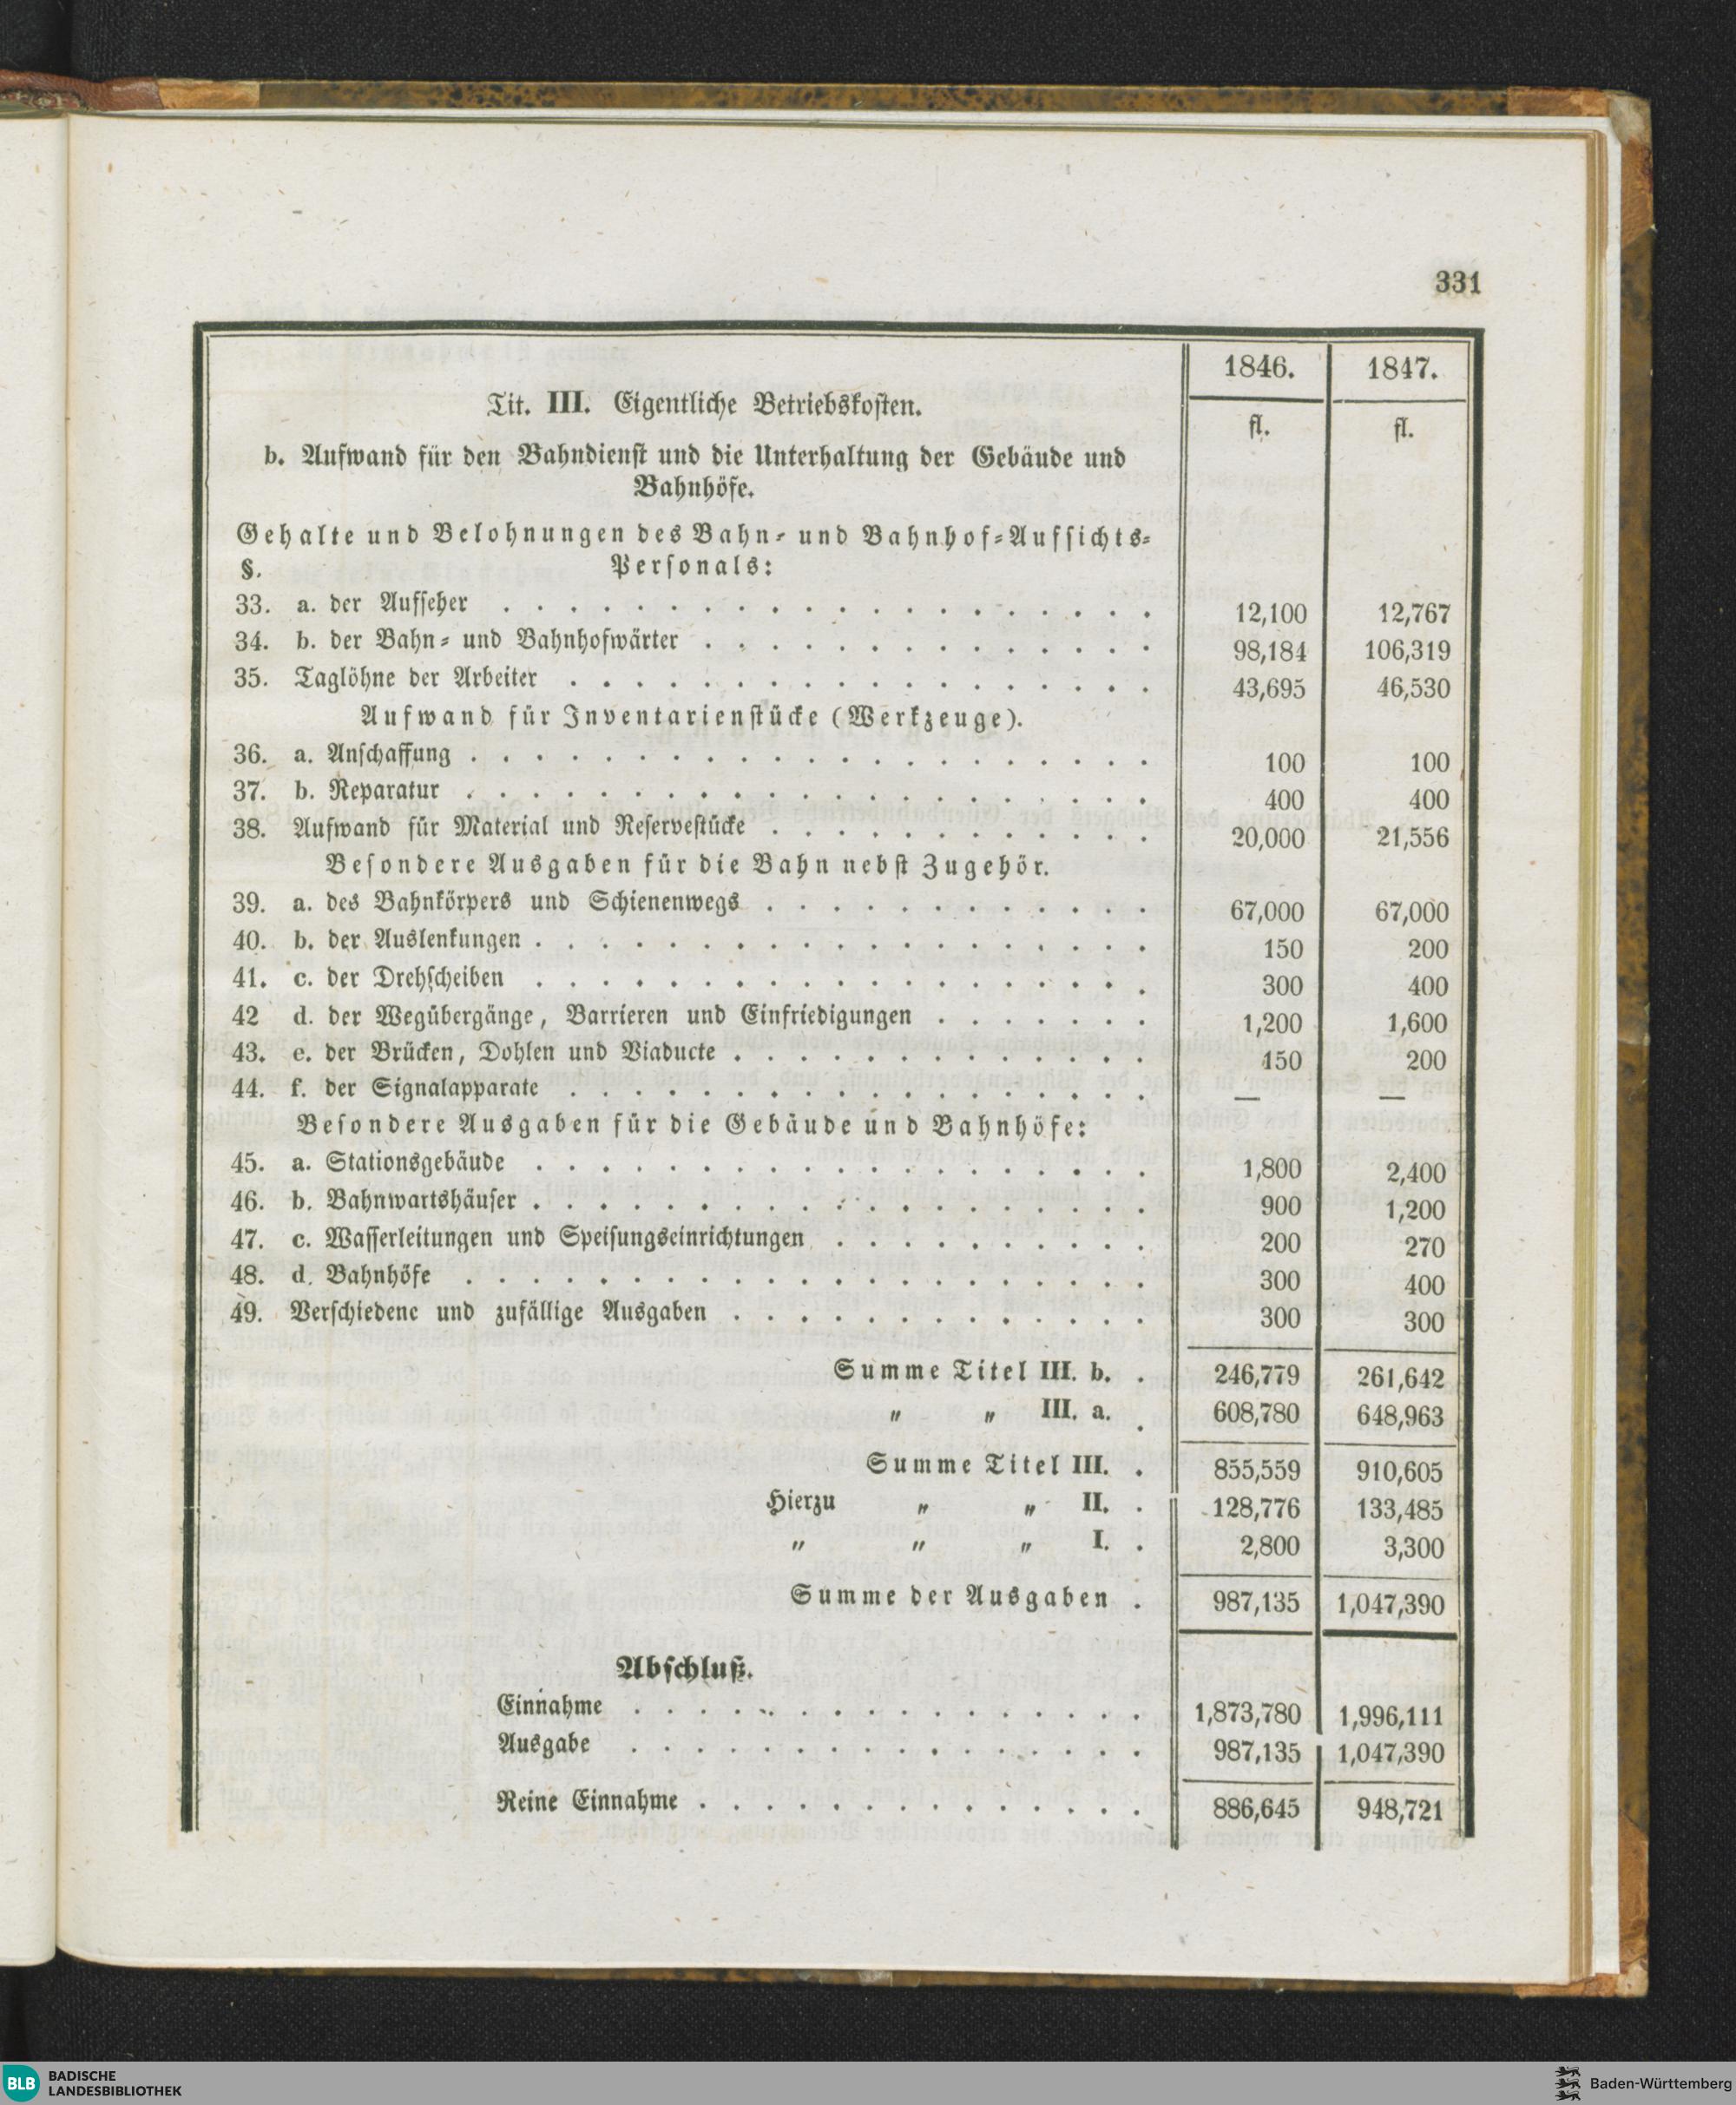 331
1846. 1847.
Tit. III. Eigentliche Betriebskosten.
fl. fl.
b. Aufwand für den Bahndienst und die Unterhaltung der Gebäude und
Bahnhöfe.
Gehalte und Belohnungen des Bahn- und Bahnhof-Aufsichts-
§. Personals:
33. a. der Aufseher . . . . . . . . . . . . . . . . . . . . 12,100 12,767
34. b. der Bahn- und Bahnhofwärter . . . . . . . . . . . . . . 98,184 106,319
35. Taglöhne der Arbeiter . . . . . . . . . . . . . . . . . . 43,695 46,530
Aufwand für Inventarienstücke (Werkzeuge).
36. a. Anschaffung . . . . . . . . . . . . . . . . . . . . . 100 100
37. b. Reparatur . . . . . . . . . . . . . . . . . . . . . 400 400
38. Aufwand für Material und Reservestücke . . . . . . . . . . . . 20,000 21,556
Besondere Ausgaben für die Bahn nebst Zugehör.
39. a. des Bahnkörpers und Schienenwegs . . . . . . . . . . . . 67,000 67,000
40. b. der Auslenkungen . . . . . . . . . . . . . . . . . . . 150 200
41. c. der Drehscheiben . . . . . . . . . . . . . . . . . . . 300 400
42 d. der Wegübergänge, Barrieren und Einfriedigungen . . . . . . . 1,200 1,600
43. e. der Brücken, Dohlen und Viaducte . . . . . . . . . . . . . 150 200
44. f. der Signalapparate . . . . . . . . . . . . . . . . . . — —
Besondere Ausgaben für die Gebäude und Bahnhöfe:
45. a. Stationsgebäude . . . . . . . . . . . . . . . . . . . 1,800 2,400
46. b. Bahnwartshäuser . . . . . . . . . . . . . . . . . . . 900 1,200
47. c. Wasserleitungen und Speisungseinrichtungen . . . . . . . . . . 200 270
48. d. Bahnhöfe . . . . . . . . . . . . . . . . . . . . . 300 400
49. Verschiedene und zufällige Ausgaben . . . . . . . . . . . . . 300 300
Summe Titel III. b. . 246,779 261,642
„ „ III. a. . 608,780 648,963
Summe Titel III. . 855,559 910,605
Hierzu „ „ II. . 128,776 133,485
„ „ „ I. . 2,800 3,300
Summe der Ausgaben . 987,135 1,047,390
Abschluß.
Einnahme . . . . . . . . . . . . . . . . 1,873,780 1,996,111
Ausgabe . . . . . . . . . . . . . . . . 987,135 1,047,390
Reine Einnahme . . . . . . . . . . . . . . 886,645 948,721
BLB BADISCHE
LANDESBIBLIOTHEK
Baden-Württemberg